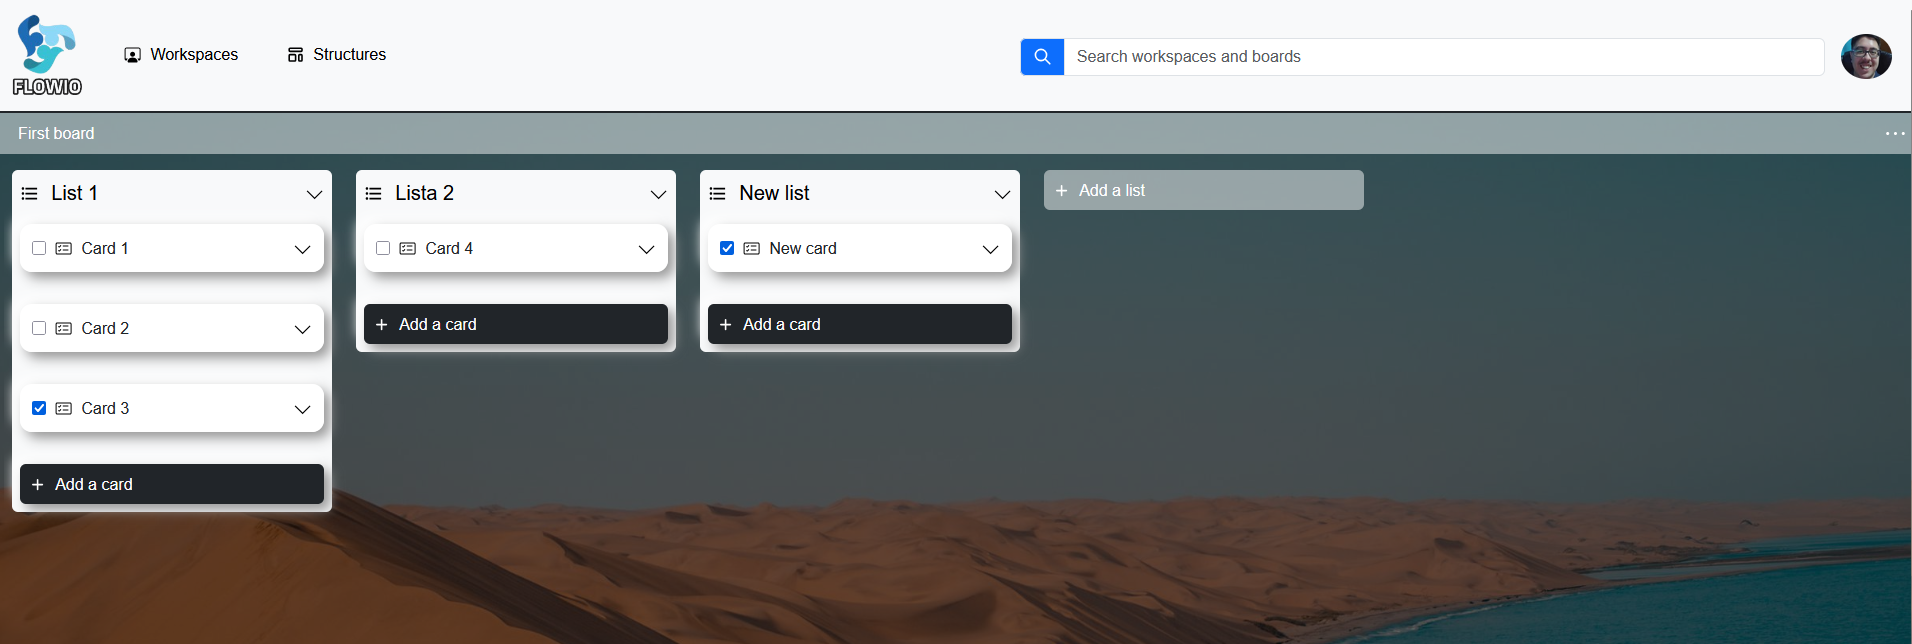 FLOWIO
Workspaces
Structures
Search workspaces and boards
First board
List 1
Card 1
Card 2
Card 3
Add a card
Lista 2
Card 4
Add a card
New list
New card
Add a card
Add a list